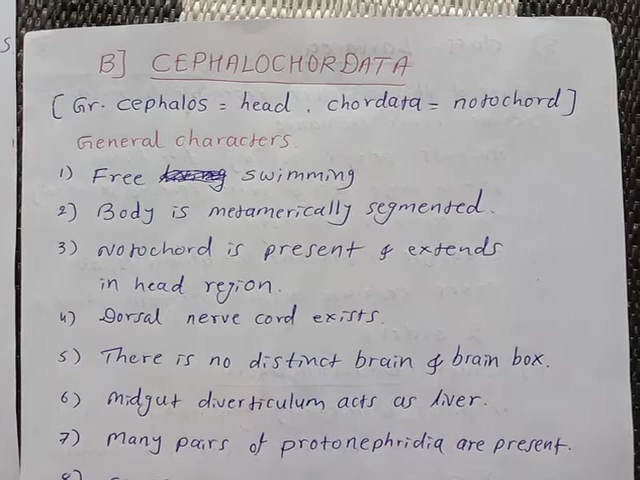 B] CEPHALOCHORDATA
[Gr. cephalos = head. chordata = notochord]
General characters.
1) Free swimming
2) Body is metamerically segmented.
3) Notochord is present & extends
in head region.
4) Dorsal nerve cord exists.
5) There is no distinct brain & brain box.
6) Midgut diverticulum acts as liver.
7) Many pairs of protonephridia are present.
8)